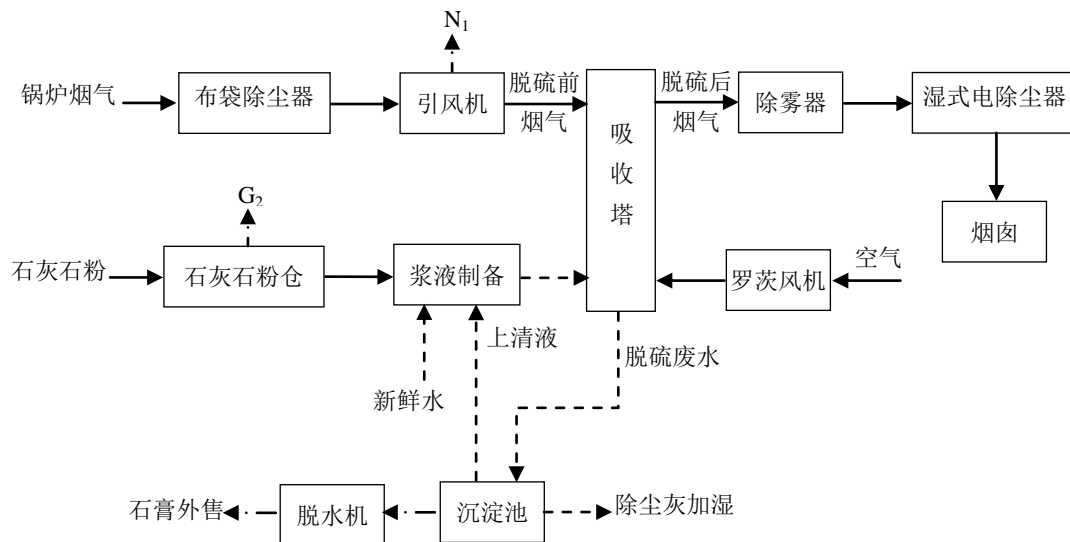 N₁
锅炉烟气
布袋除尘器
引风机
脱硫前
烟气
吸
收
塔
脱硫后
烟气
除雾器
湿式电除尘器
烟囱
G₂
石灰石粉
石灰石粉仓
浆液制备
罗茨风机
空气
上清液
新鲜水
脱硫废水
石膏外售
脱水机
沉淀池
除尘灰加湿